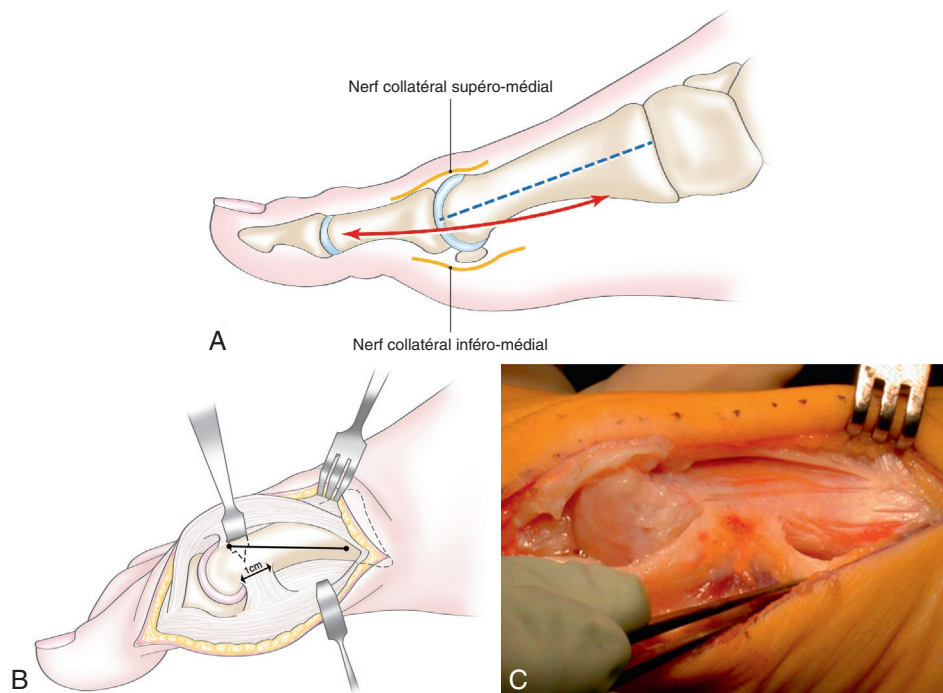 Nerf collatéral supéro-médial
A
Nerf collatéral inféro-médial
1cm
B
C